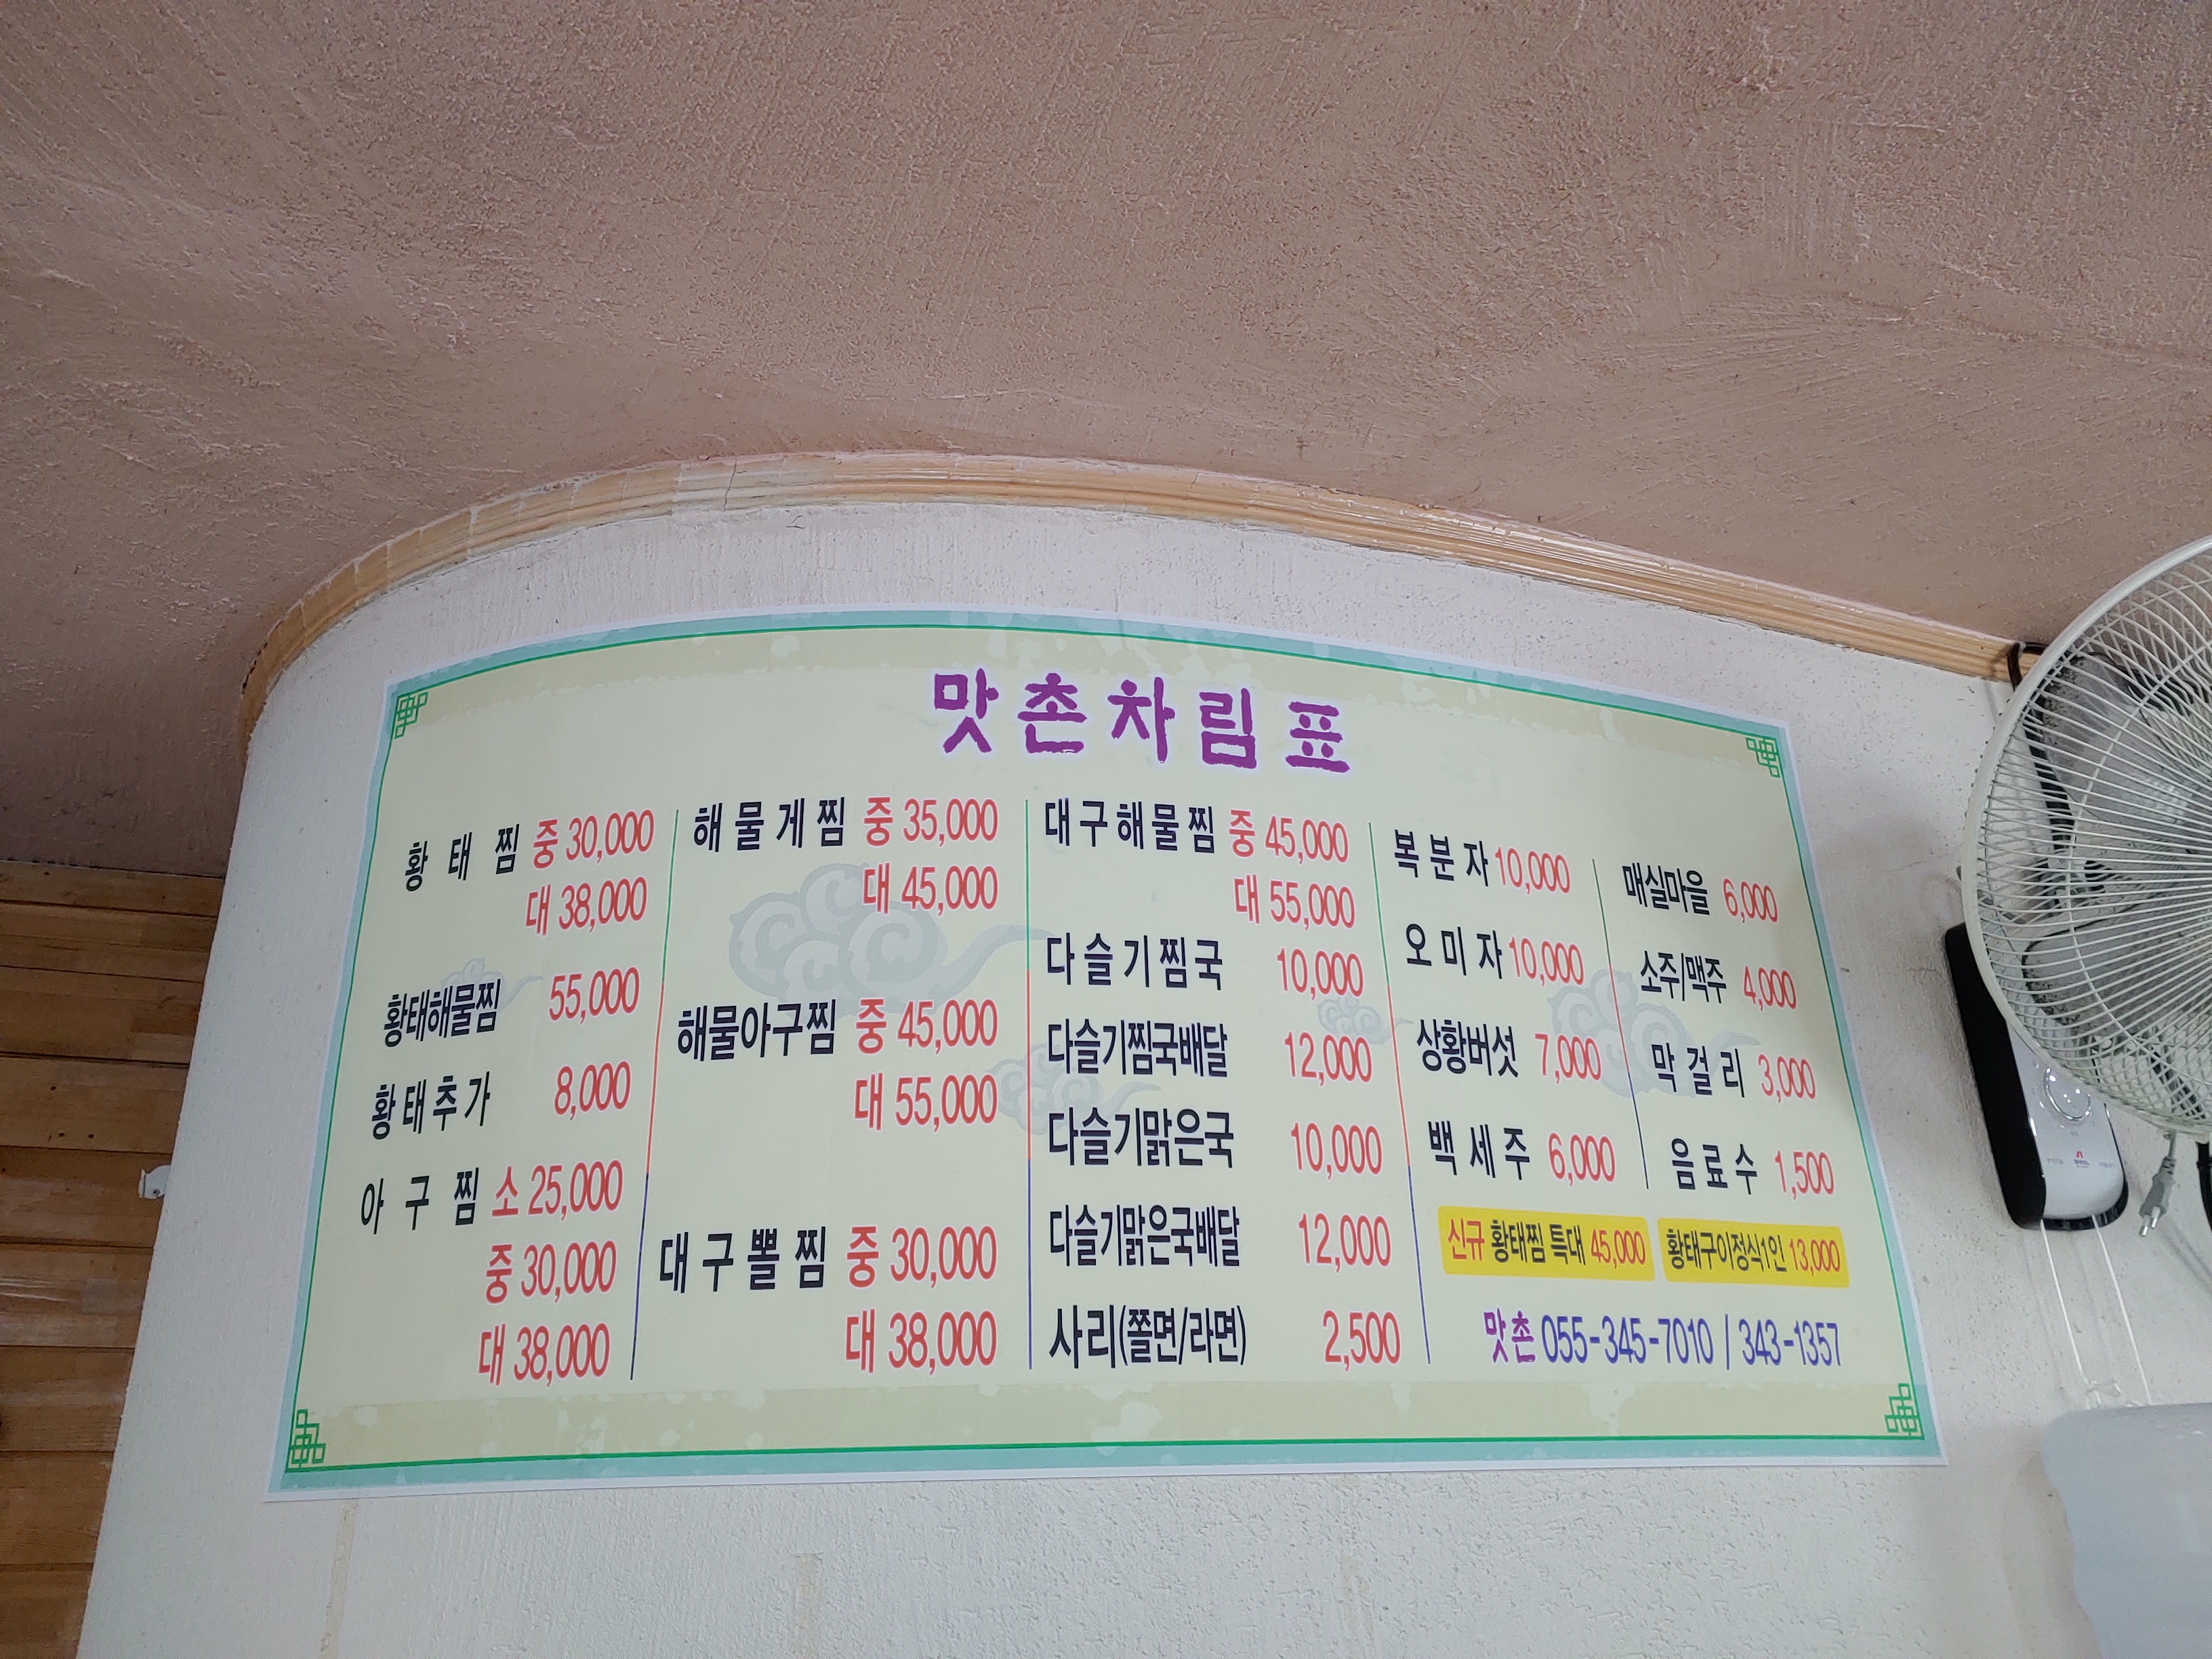 맛촌차림표
황태찜 중 30,000
대 38,000
황태해물찜 55,000
황태추가 8,000
아구찜 소 25,000
중 30,000
대 38,000
해물게찜 중 35,000
대 45,000
해물아구찜 중 45,000
대 55,000
대구뽈찜 중 30,000
대 38,000
대구해물찜 중 45,000
대 55,000
다슬기찜국 10,000
다슬기찜국배달 12,000
다슬기맑은국 10,000
다슬기맑은국배달 12,000
사리(쫄면/라면) 2,500
복분자 10,000
오미자 10,000
상황버섯 7,000
백세주 6,000
매실마을 6,000
소주/맥주 4,000
막걸리 3,000
음료수 1,500
신규 황태찜 특대 45,000
황태구이정식1인 13,000
맛촌 055-345-7010 / 343-1357